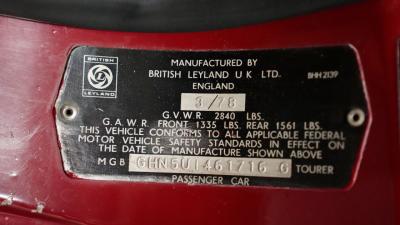 BRITISH
LEYLAND
MANUFACTURED BY
BRITISH LEYLAND U K LTD.
ENGLAND
BHH 2139
3/78
G.V.W.R. 2840 LBS.
G.A.W.R. FRONT 1335 LBS. REAR 1561 LBS.
THIS VEHICLE CONFORMS TO ALL APPLICABLE FEDERAL
MOTOR VEHICLE SAFETY STANDARDS IN EFFECT ON
THE DATE OF MANUFACTURE SHOWN ABOVE
MGB GHN5UI461716 G TOURER
PASSENGER CAR